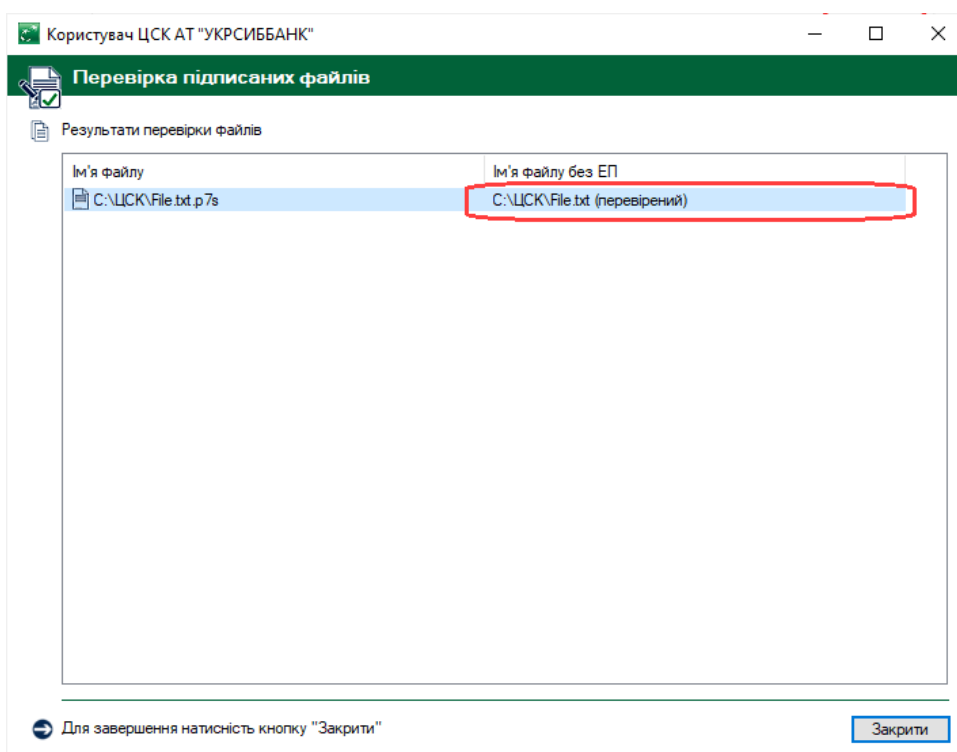 Користувач ЦСК АТ "УКРСИББАНК"
Перевірка підписаних файлів
Результати перевірки файлів
Ім'я файлу Ім'я файлу без ЕП
C:\ЦСК\File.txt.p7s C:\ЦСК\File.txt (перевірений)
Для завершення натисність кнопку "Закрити" Закрити